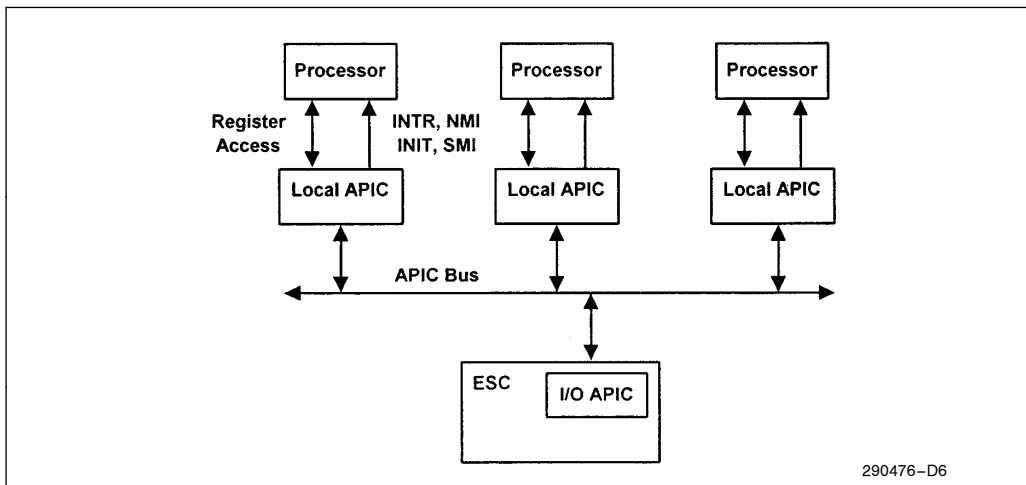 Processor
Processor
Processor
Register
Access
INTR, NMI
INIT, SMI
Local APIC
Local APIC
Local APIC
APIC Bus
ESC
I/O APIC
290476–D6